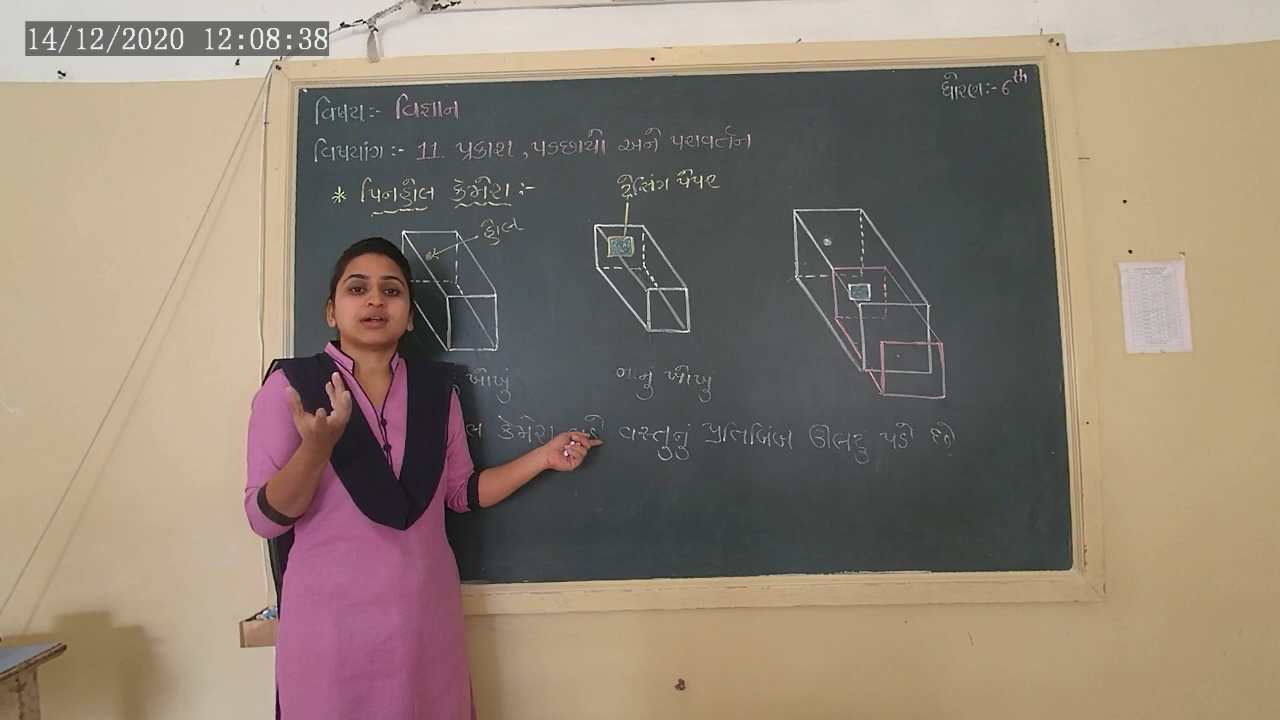 14/12/2020 12:08:38
ધોરણ:- 6th
વિષય:- વિજ્ઞાન
વિષયાંગ:- 11. પ્રકાશ, પડછાયો અને પરાવર્તન
* પિનહોલ કેમેરા:-
હોલ
ટ્રેસિંગ પેપર
ખોખું
નાનું ખોખું
કેમેરા વડે વસ્તુનું પ્રતિબિંબ ઊલટું પડે છે.